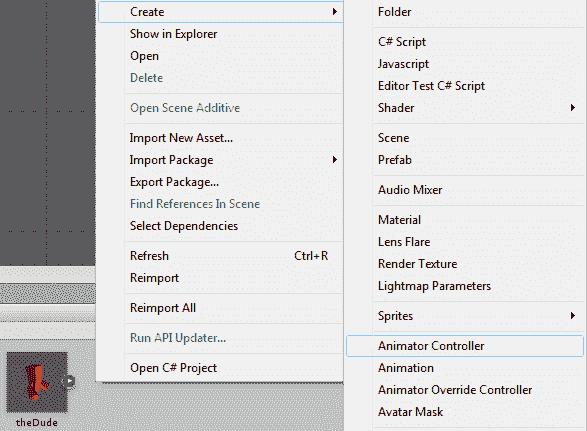 Create
Show in Explorer
Open
Delete
Open Scene Additive
Import New Asset...
Import Package
Export Package...
Find References In Scene
Select Dependencies
Refresh Ctrl+R
Reimport
Reimport All
Run API Updater...
Open C# Project
theDude
Folder
C# Script
Javascript
Editor Test C# Script
Shader
Scene
Prefab
Audio Mixer
Material
Lens Flare
Render Texture
Lightmap Parameters
Sprites
Animator Controller
Animation
Animator Override Controller
Avatar Mask